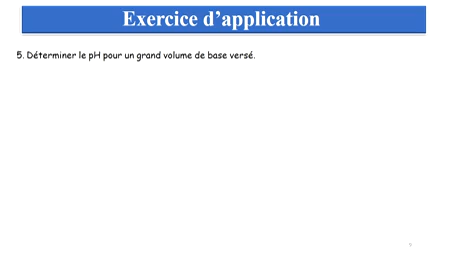 Exercice d’application
5. Déterminer le pH pour un grand volume de base versé.